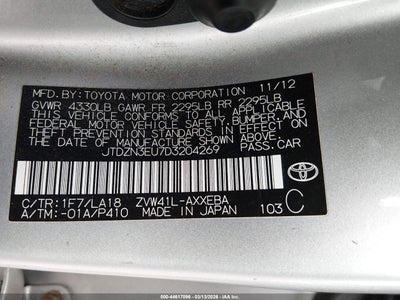 MFD.BY: TOYOTA MOTOR CORPORATION 11/12
GVWR 4330LB GAWR FR 2295LB RR 2295LB
THIS VEHICLE CONFORMS TO ALL APPLICABLE
FEDERAL MOTOR VEHICLE SAFETY, BUMPER, AND
THEFT PREVENTION STANDARDS IN EFFECT ON
THE DATE OF MANUFACTURE SHOWN ABOVE.
JTDZN3EU7D3204269 PASS.CAR
C/TR: 1F7/LA18 ZVW41L-AXXEBA
A/TM: -01A/P410 MADE IN JAPAN 103 C
TOYOTA
500-44617096 - 03/13/2026 -